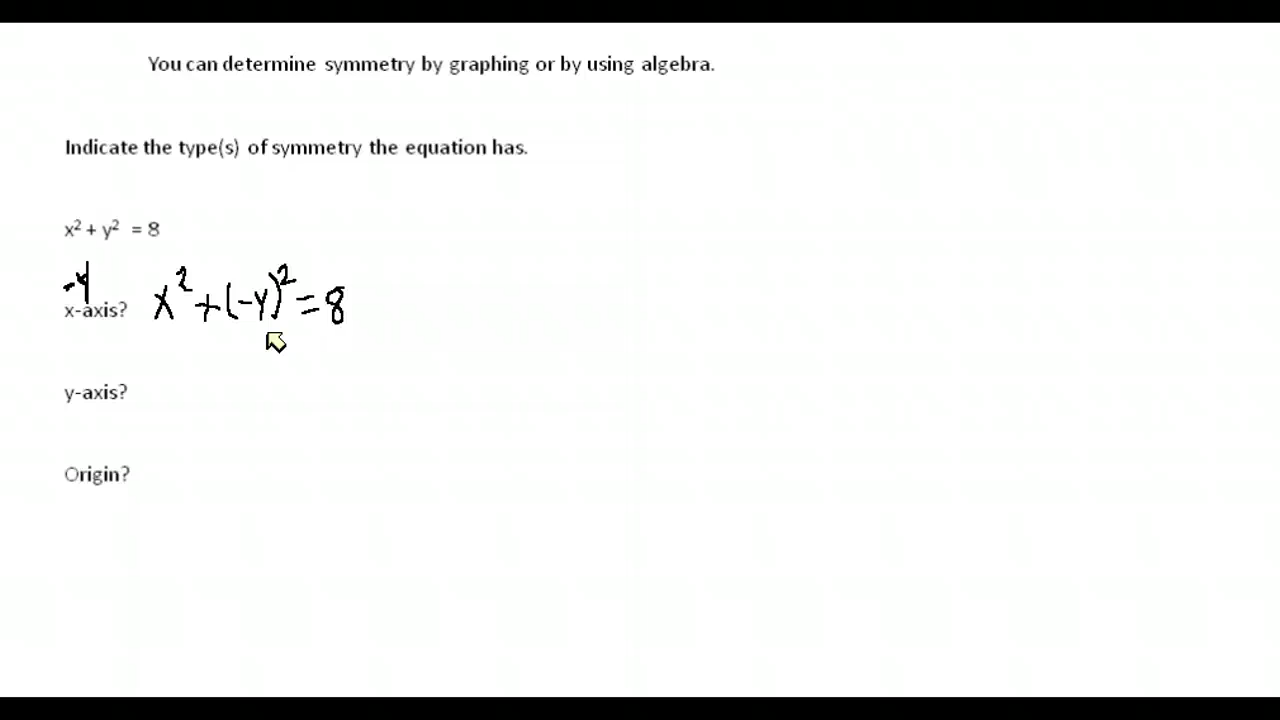 You can determine symmetry by graphing or by using algebra.
Indicate the type(s) of symmetry the equation has.
x² + y² = 8
-y
x-axis? x² + (-y)² = 8
y-axis?
Origin?